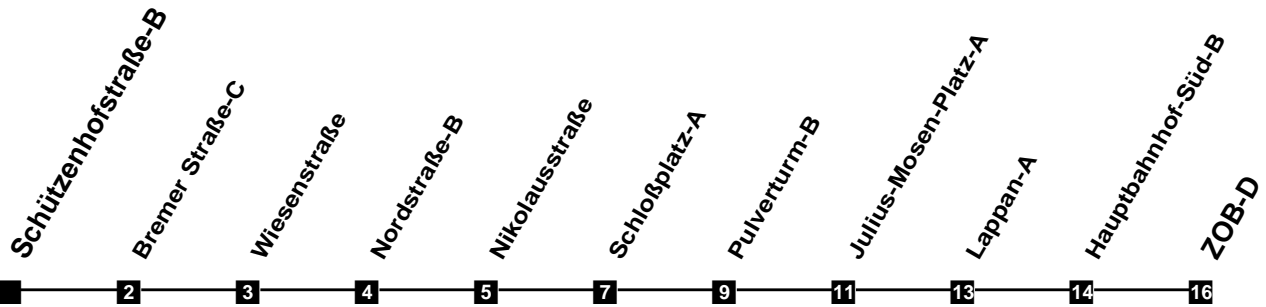 Schützenhofstraße-B
Bremer Straße-C
Wiesenstraße
Nordstraße-B
Nikolausstraße
Schloßplatz-A
Pulverturm-B
Julius-Mosen-Platz-A
Lappan-A
Hauptbahnhof-Süd-B
ZOB-D
2 3 4 5 7 9 11 13 14 16